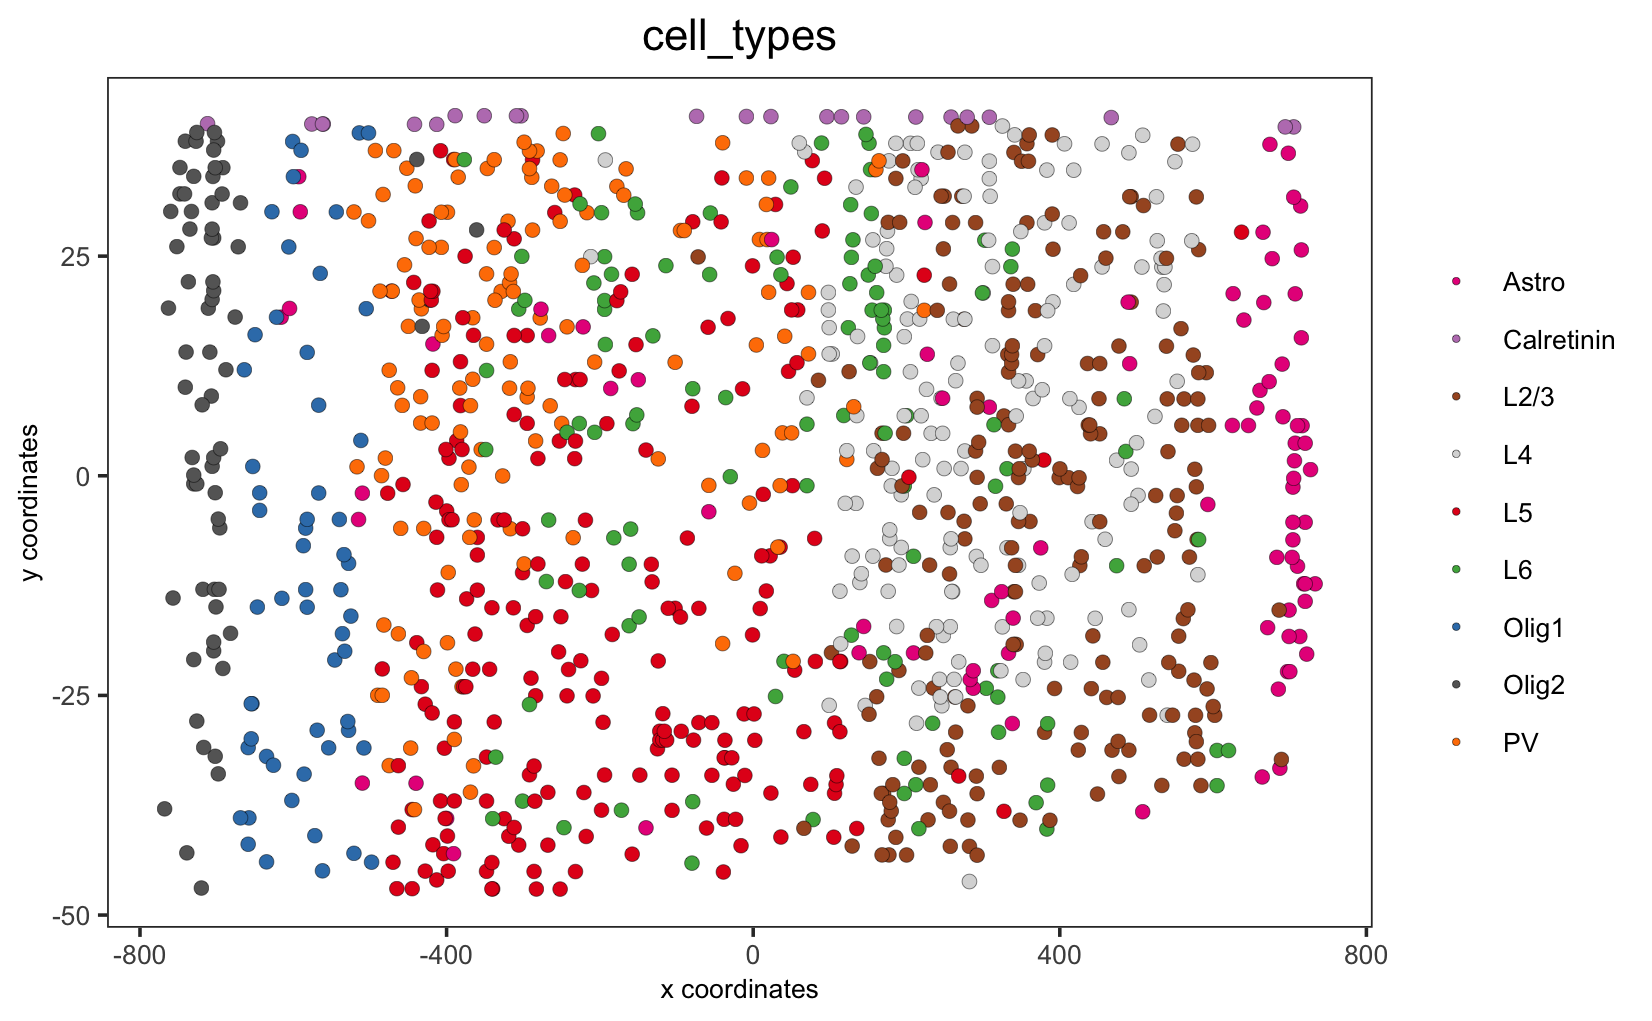 cell_types
25
0
-25
-50
-800
-400
0
400
800
x coordinates
y coordinates
Astro
Calretinin
L2/3
L4
L5
L6
Olig1
Olig2
PV